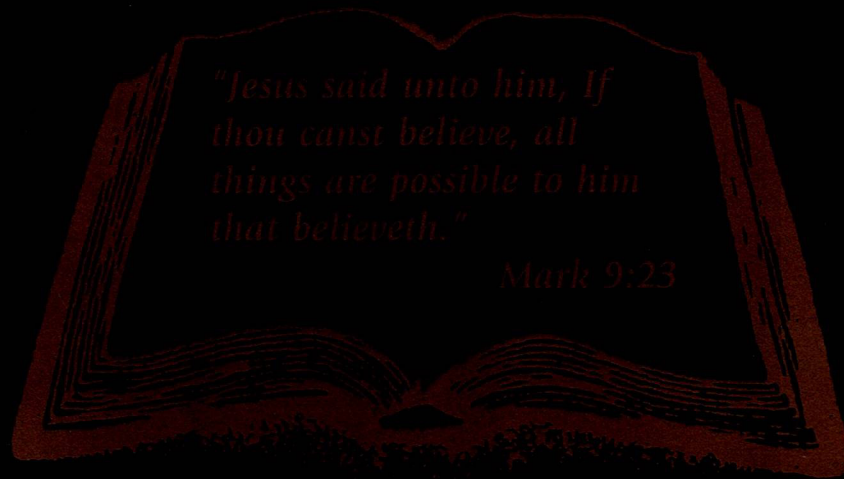 "Jesus said unto him, If
thou canst believe, all
things are possible to him
that believeth."
Mark 9:23